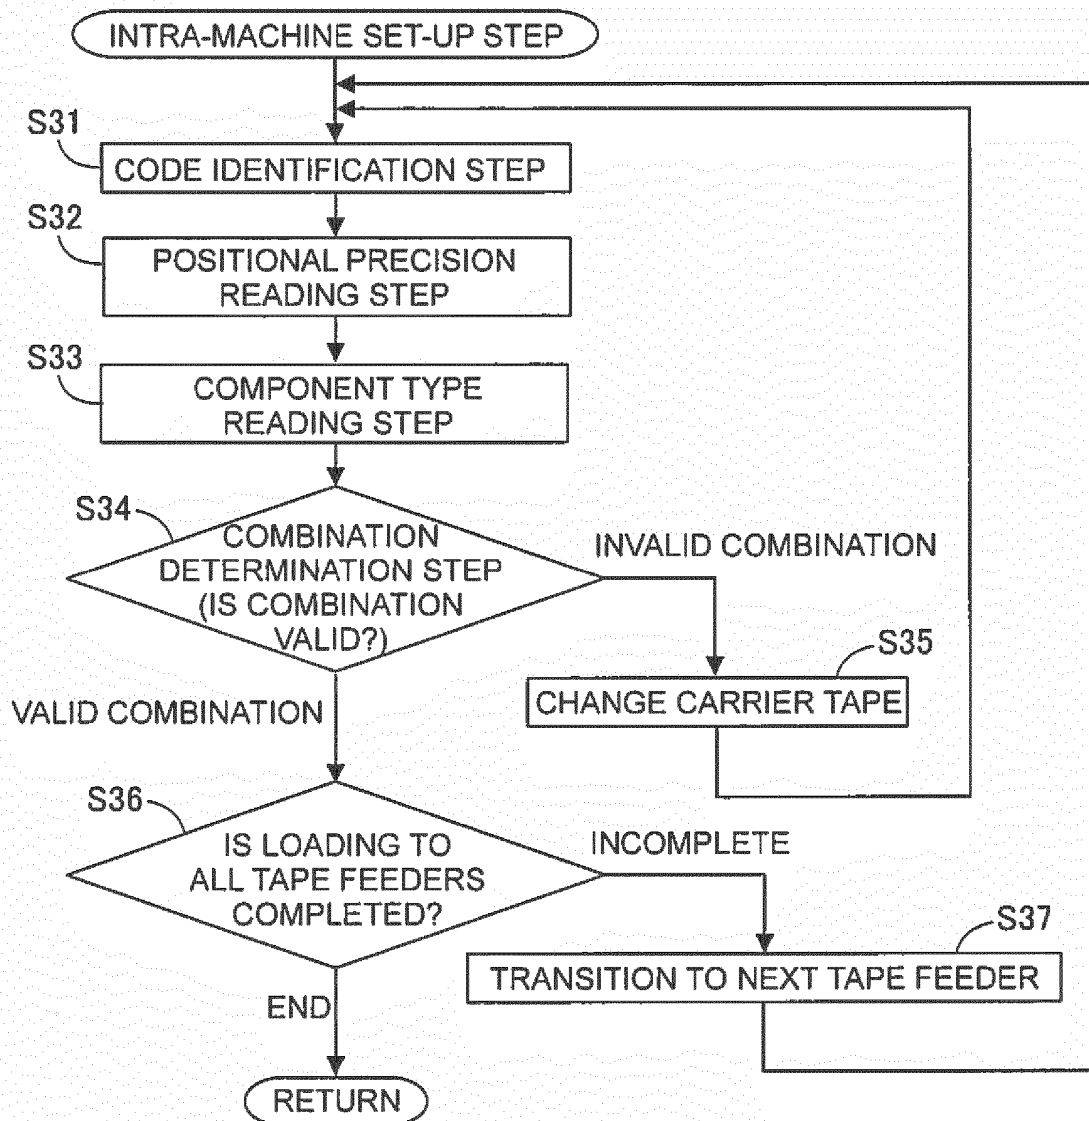 INTRA-MACHINE SET-UP STEP
S31
CODE IDENTIFICATION STEP
S32
POSITIONAL PRECISION
READING STEP
S33
COMPONENT TYPE
READING STEP
S34
COMBINATION
DETERMINATION STEP
(IS COMBINATION
VALID?)
INVALID COMBINATION
S35
CHANGE CARRIER TAPE
VALID COMBINATION
S36
IS LOADING TO
ALL TAPE FEEDERS
COMPLETED?
INCOMPLETE
S37
TRANSITION TO NEXT TAPE FEEDER
END
RETURN